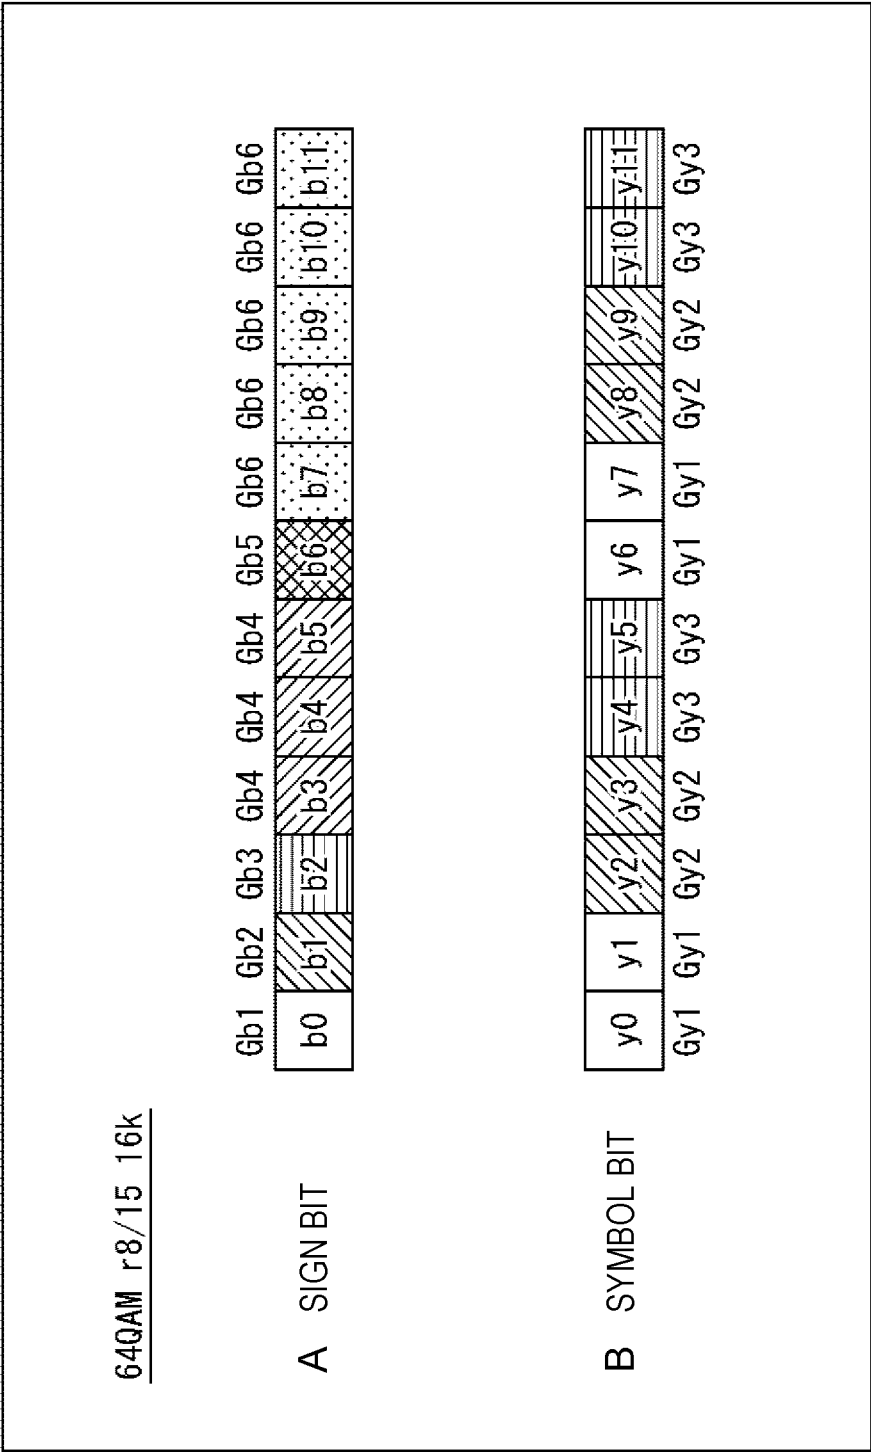 64QAM r8/15 16k
Gb1 Gb2 Gb3 Gb4 Gb4 Gb4 Gb5 Gb6 Gb6 Gb6 Gb6 Gb6
A SIGN BIT b0 b1 b2 b3 b4 b5 b6 b7 b8 b9 b10 b11
B SYMBOL BIT y0 y1 y2 y3 y4 y5 y6 y7 y8 y9 y10 y11
Gy1 Gy1 Gy2 Gy2 Gy3 Gy3 Gy1 Gy1 Gy2 Gy2 Gy3 Gy3